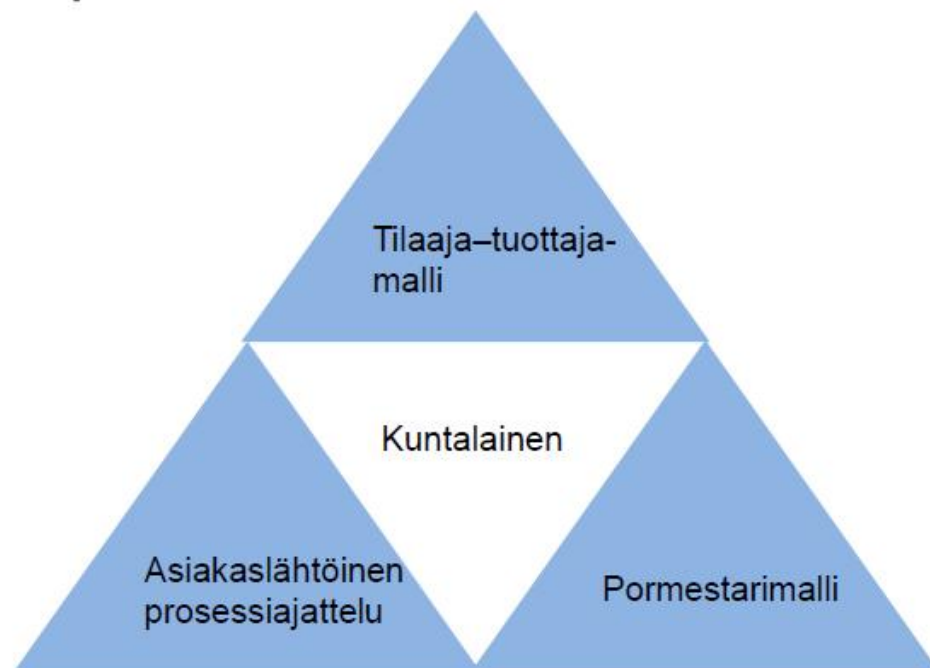 Tilaaja–tuottaja-
malli
Kuntalainen
Asiakaslähtöinen
prosessiajattelu
Pormestarimalli